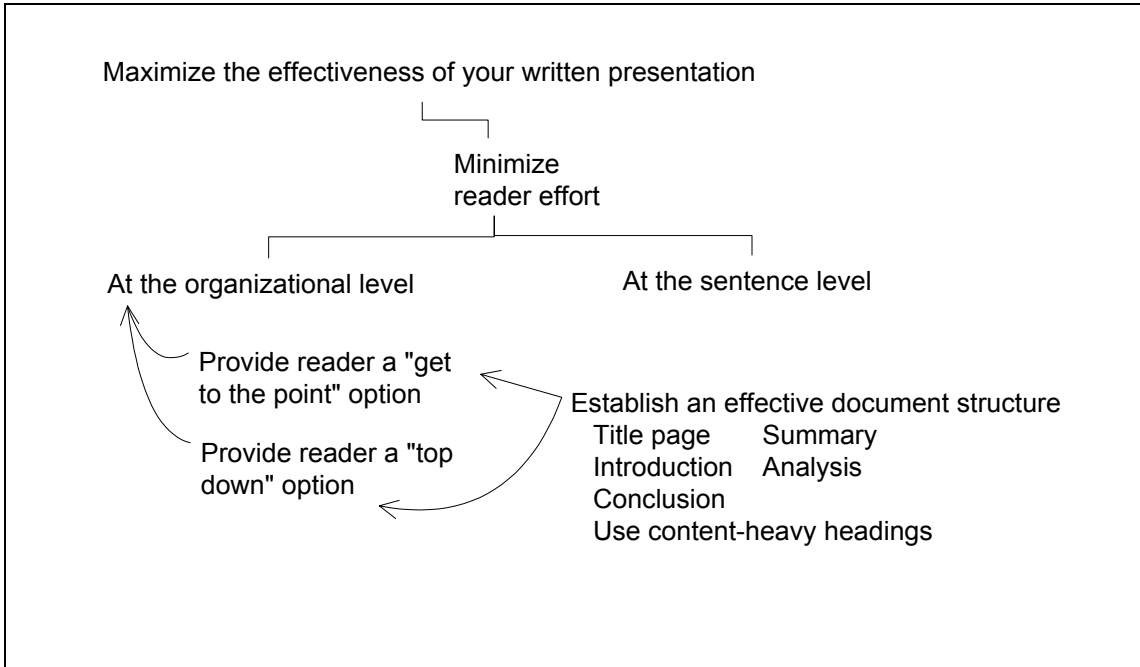 Maximize the effectiveness of your written presentation
Minimize
reader effort
At the organizational level
At the sentence level
Provide reader a "get
to the point" option
Provide reader a "top
down" option
Establish an effective document structure
Title page Summary
Introduction Analysis
Conclusion
Use content-heavy headings